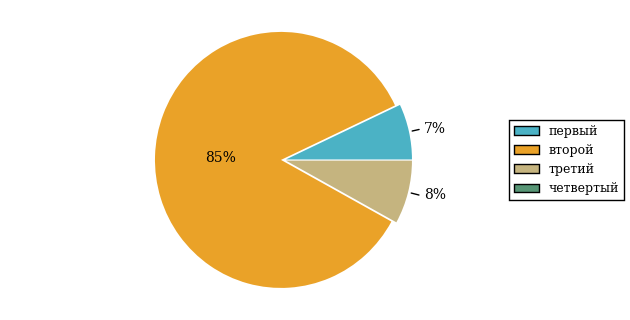 7%
85%
8%
первый
второй
третий
четвертый